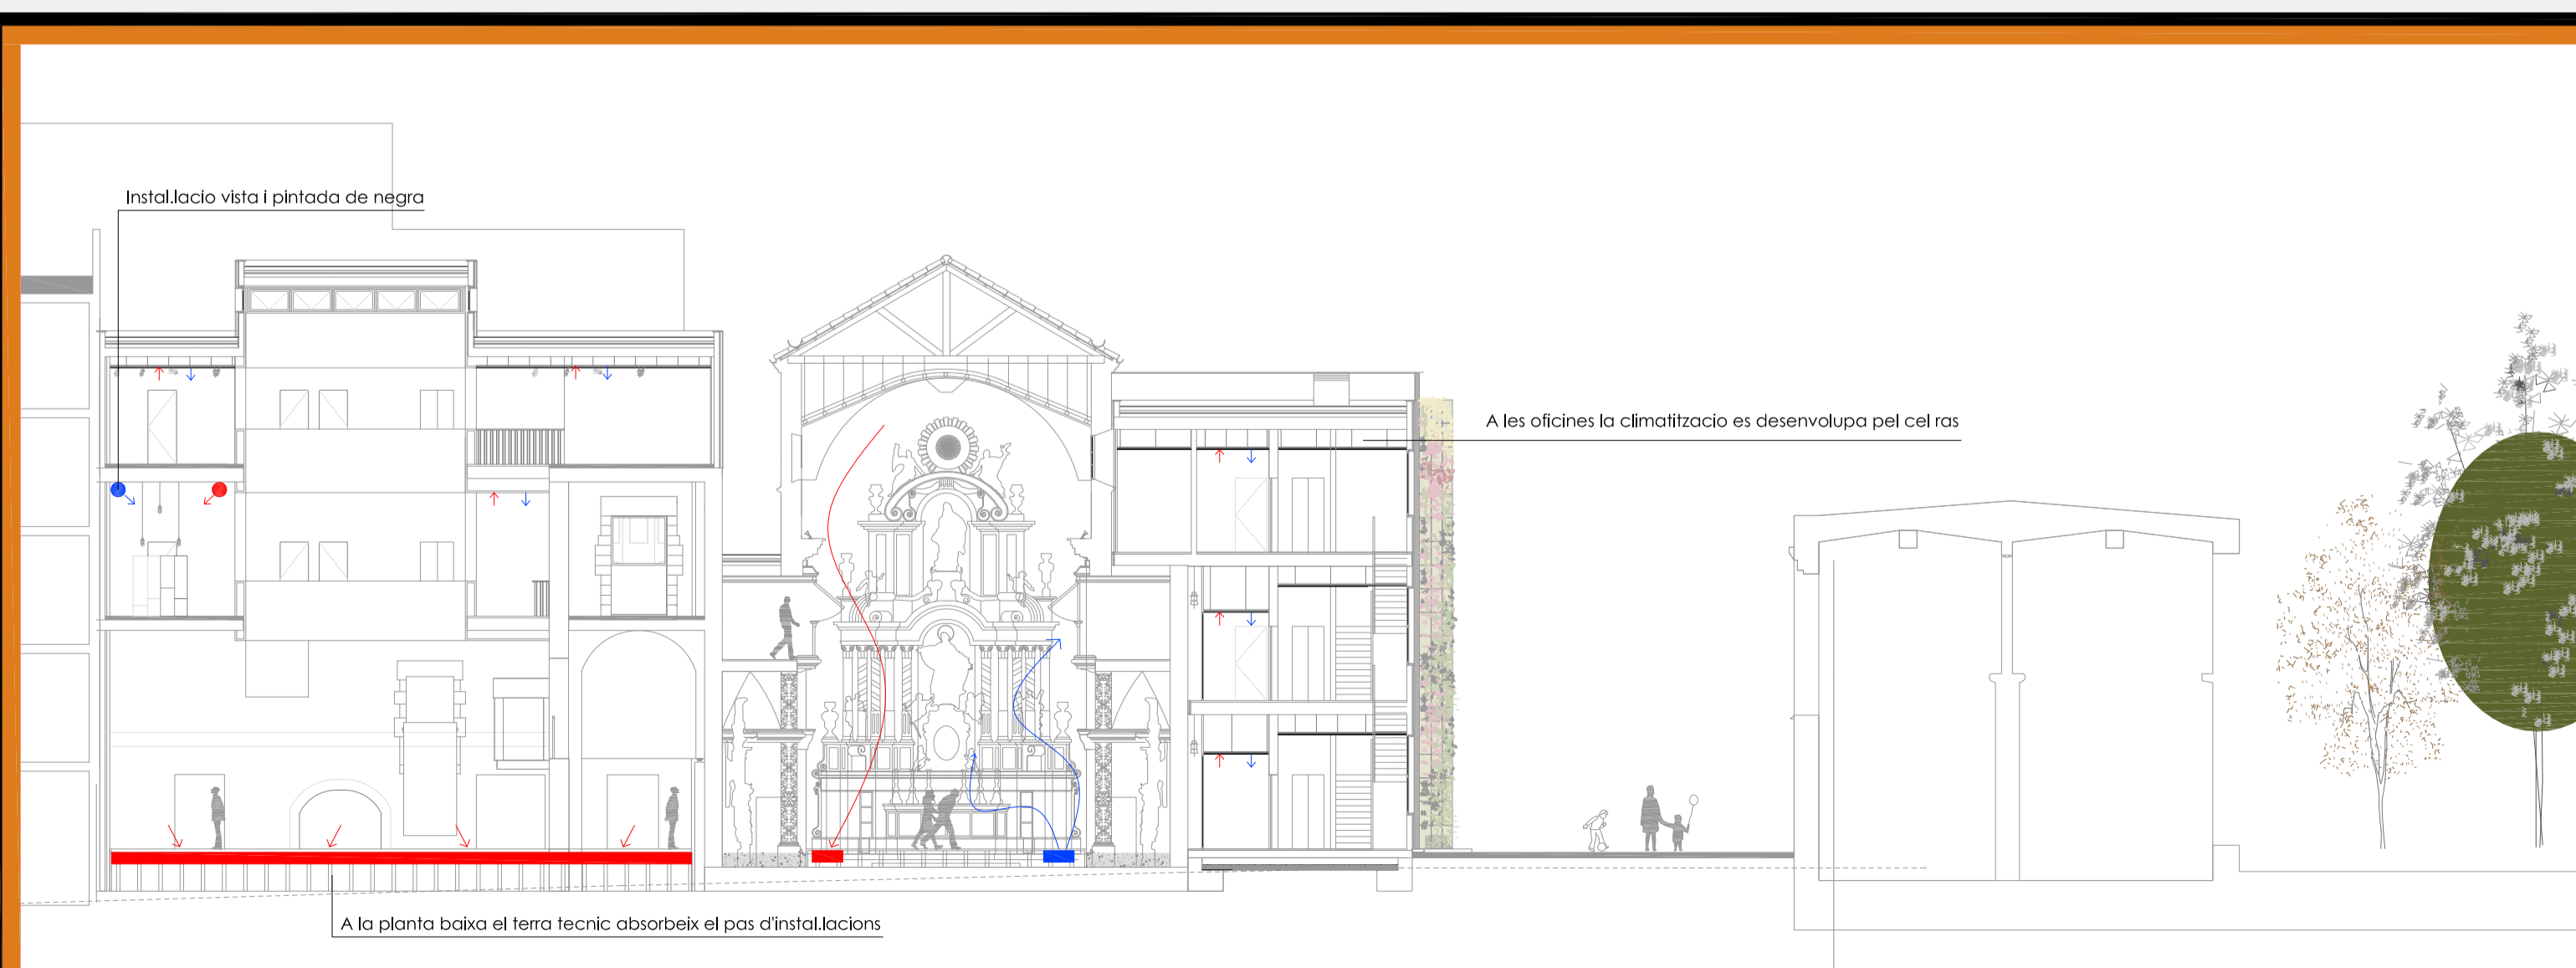 Instal.lacio vista i pintada de negra
A les oficines la climatitzacio es desenvolupa pel cel ras
A la planta baixa el terra tecnic absorbeix el pas d'instal.lacions